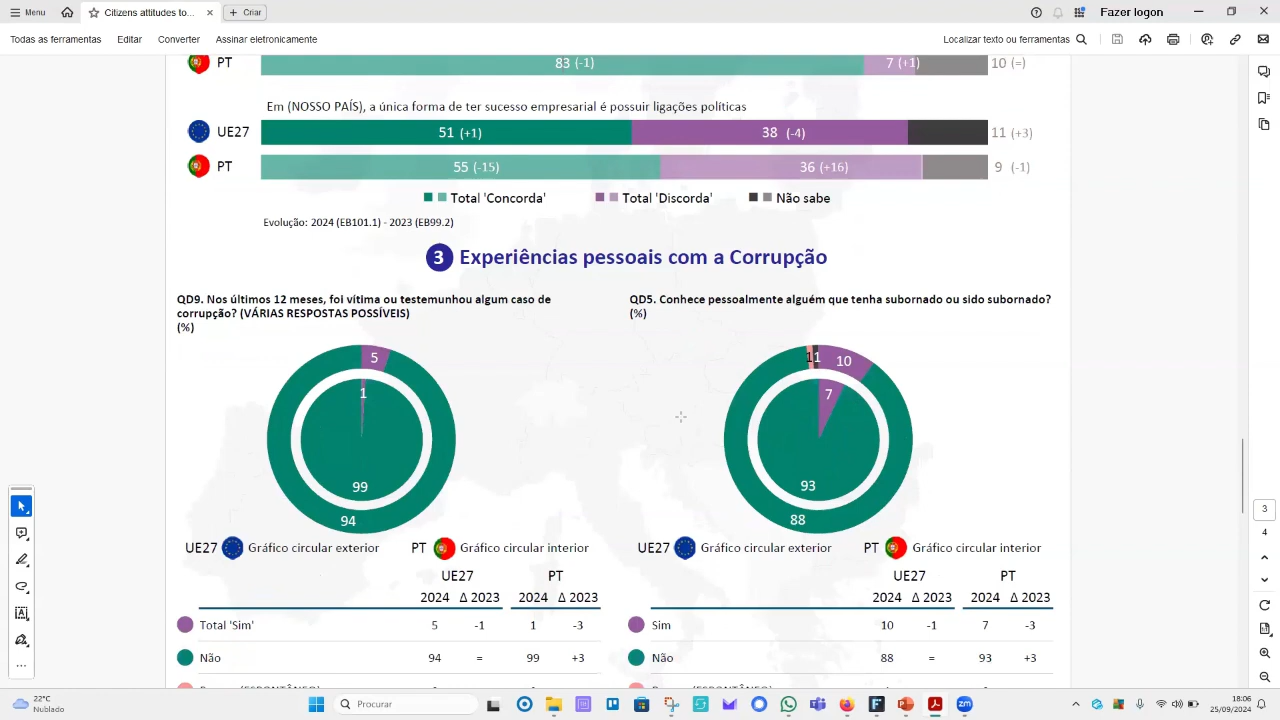 Menu
Citizens attitudes to...
Criar
Fazer logon
Todas as ferramentas
Editar
Converter
Assinar eletronicamente
Localizar texto ou ferramentas
PT
83 (-1)
7 (+1)
10 (=)
Em (NOSSO PAÍS), a única forma de ter sucesso empresarial é possuir ligações políticas
UE27
51 (+1)
38 (-4)
11 (+3)
PT
55 (-15)
36 (+16)
9 (-1)
Total 'Concorda'
Total 'Discorda'
Não sabe
Evolução: 2024 (EB101.1) - 2023 (EB99.2)
3 Experiências pessoais com a Corrupção
QD9. Nos últimos 12 meses, foi vítima ou testemunhou algum caso de
corrupção? (VÁRIAS RESPOSTAS POSSÍVEIS)
(%)
5
1
99
94
UE27 Gráfico circular exterior
PT Gráfico circular interior
UE27 PT
2024 Δ 2023 2024 Δ 2023
Total 'Sim' 5 -1 1 -3
Não 94 = 99 +3
QD5. Conhece pessoalmente alguém que tenha subornado ou sido subornado?
(%)
1 1 10
7
93
88
UE27 Gráfico circular exterior
PT Gráfico circular interior
UE27 PT
2024 Δ 2023 2024 Δ 2023
Sim 10 -1 7 -3
Não 88 = 93 +3
3
4
22°C
Nublado
Procurar
18:06
25/09/2024